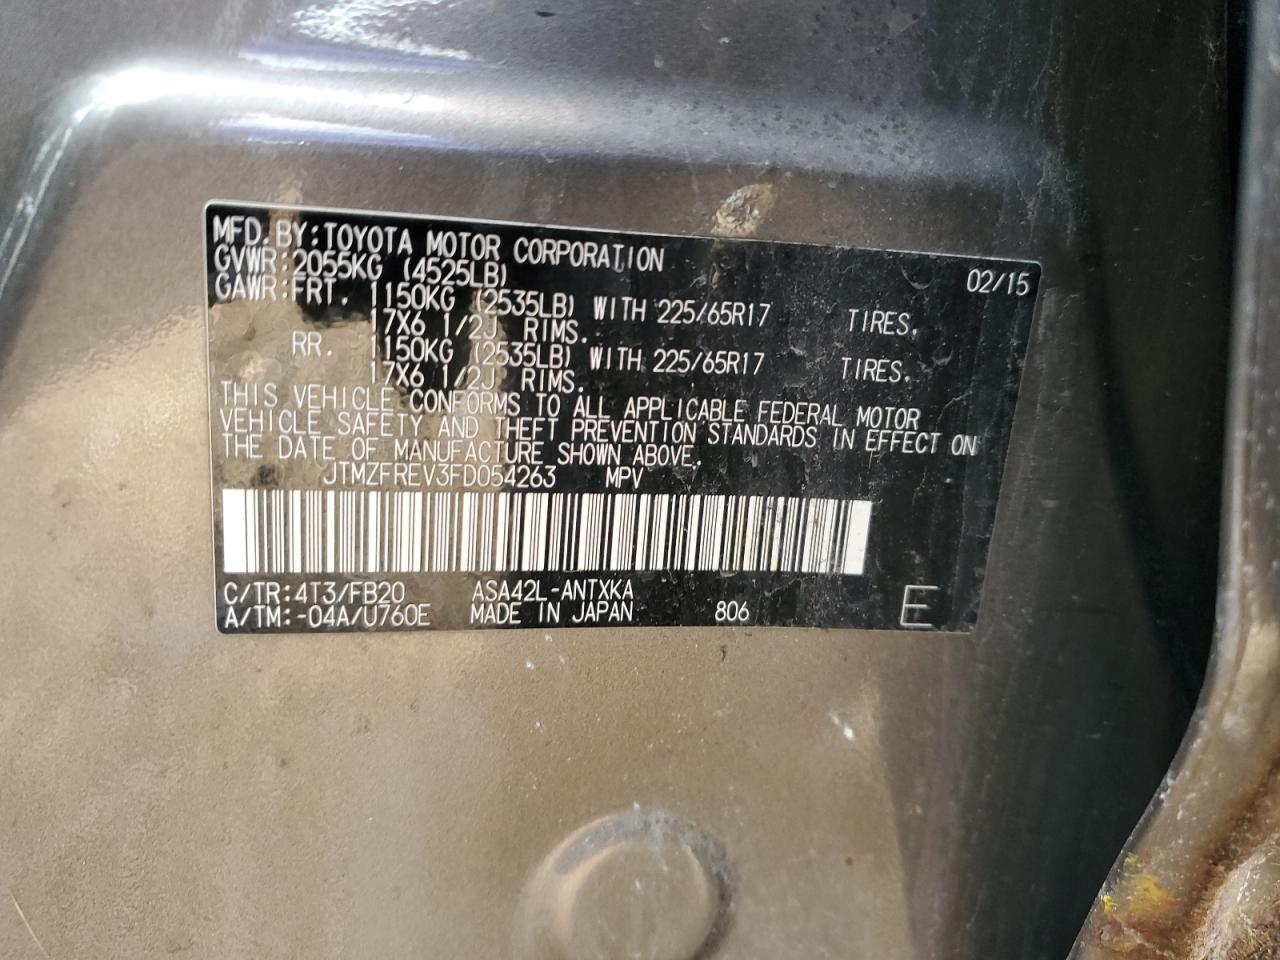 MFD. BY: TOYOTA MOTOR CORPORATION 02/15
GVWR: 2055KG (4525LB)
GAWR: FRT. 1150KG (2535LB) WITH 225/65R17 TIRES,
17X6 1/2J RIMS.
RR. 1150KG (2535LB) WITH 225/65R17 TIRES,
17X6 1/2J RIMS.
THIS VEHICLE CONFORMS TO ALL APPLICABLE FEDERAL MOTOR
VEHICLE SAFETY AND THEFT PREVENTION STANDARDS IN EFFECT ON
THE DATE OF MANUFACTURE SHOWN ABOVE.
JTMZFREV3FD054263 MPV
C/TR: 4T3/FB20 ASA42L-ANTXKA
A/TM: -04A/U760E MADE IN JAPAN 806 E